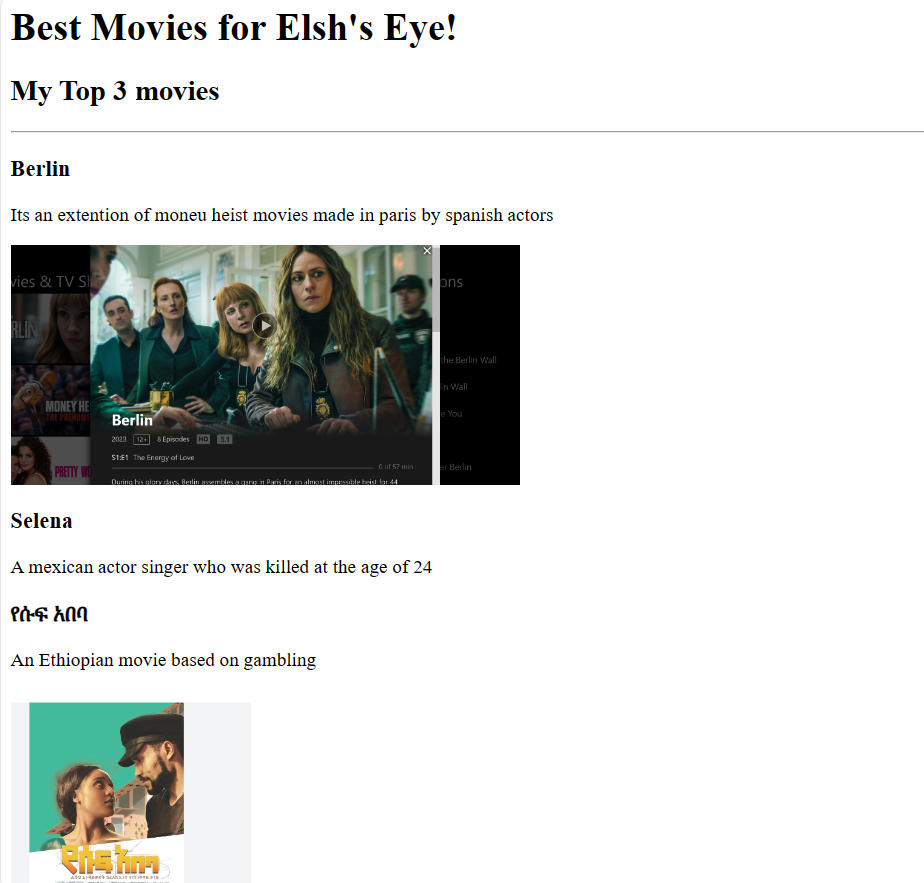 Best Movies for Elsh's Eye!
My Top 3 movies
Berlin
Its an extention of moneu heist movies made in paris by spanish actors
vies & TV Sh
ons
RLIN
the Berlin Wall
in Wall
MONEY HE
e You
Berlin
2023 12+ 8 Episodes HD 5.1
S1:E1 The Energy of Love
0 of 57 min
er Berlin
PRETTY WO
During his glory days, Berlin assembles a gang in Paris for an almost impossible heist for 44
Selena
A mexican actor singer who was killed at the age of 24
የሱፍ አበባ
An Ethiopian movie based on gambling
የሱፍ አበባ